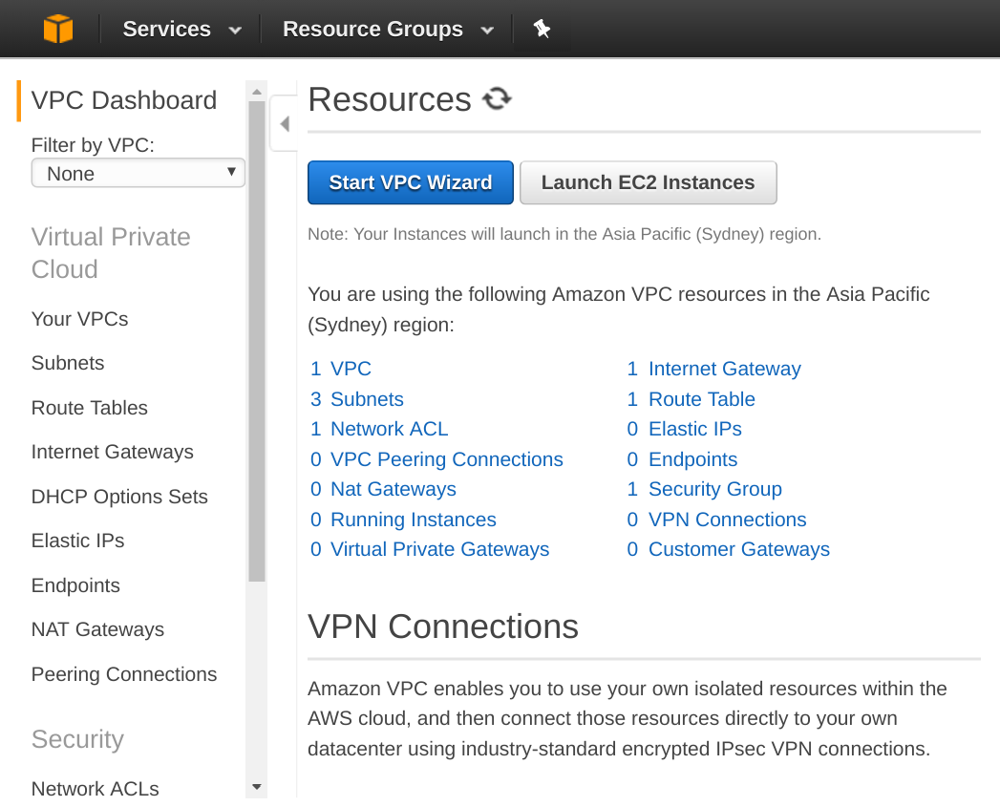 Services
Resource Groups
VPC Dashboard
Filter by VPC:
None
Virtual Private
Cloud
Your VPCs
Subnets
Route Tables
Internet Gateways
DHCP Options Sets
Elastic IPs
Endpoints
NAT Gateways
Peering Connections
Security
Network ACLs
Resources
Start VPC Wizard
Launch EC2 Instances
Note: Your Instances will launch in the Asia Pacific (Sydney) region.
You are using the following Amazon VPC resources in the Asia Pacific
(Sydney) region:
1 VPC
3 Subnets
1 Network ACL
0 VPC Peering Connections
0 Nat Gateways
0 Running Instances
0 Virtual Private Gateways
1 Internet Gateway
1 Route Table
0 Elastic IPs
0 Endpoints
1 Security Group
0 VPN Connections
0 Customer Gateways
VPN Connections
Amazon VPC enables you to use your own isolated resources within the
AWS cloud, and then connect those resources directly to your own
datacenter using industry-standard encrypted IPsec VPN connections.